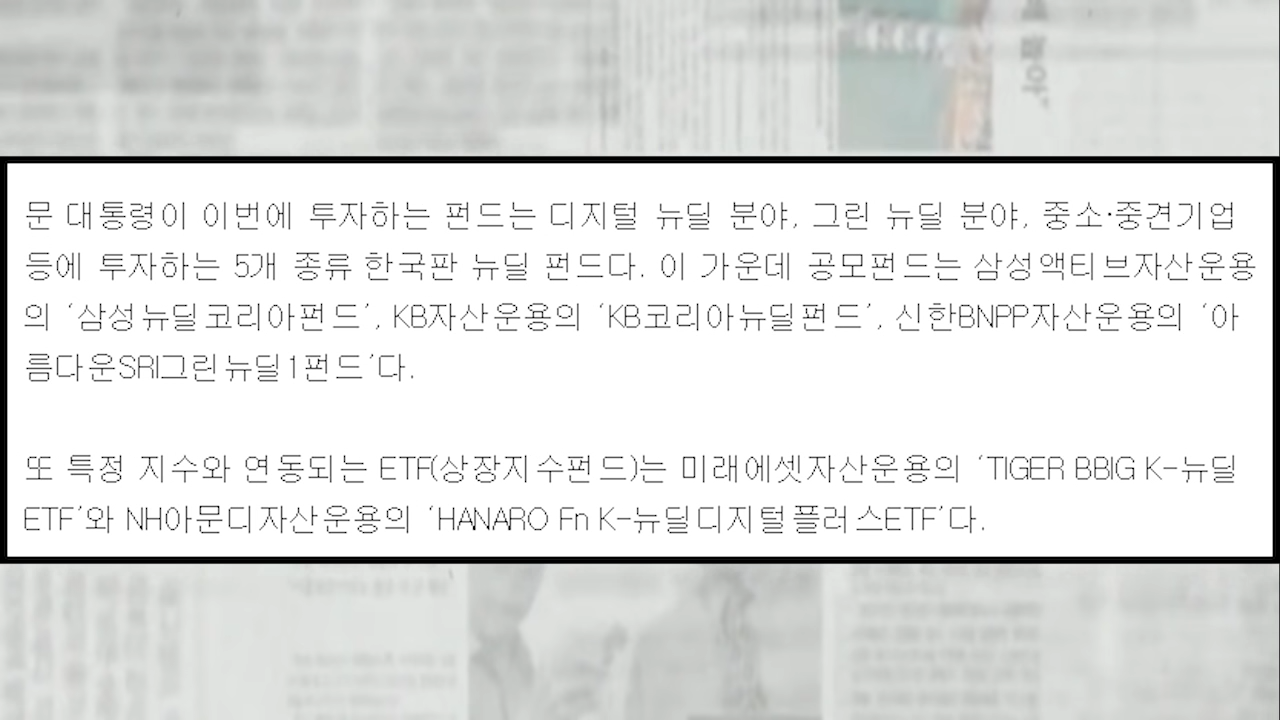 문 대통령이 이번에 투자하는 펀드는 디지털 뉴딜 분야, 그린 뉴딜 분야, 중소·중견기업
등에 투자하는 5개 종류 한국판 뉴딜 펀드다. 이 가운데 공모펀드는 삼성액티브자산운용
의 ‘삼성뉴딜코리아펀드’, KB자산운용의 ‘KB코리아뉴딜펀드’, 신한BNPP자산운용의 ‘아
름다운SRI그린뉴딜1펀드’다.
또 특정 지수와 연동되는 ETF(상장지수펀드)는 미래에셋자산운용의 ‘TIGER BBIG K-뉴딜
ETF’와 NH아문디자산운용의 ‘HANARO Fn K-뉴딜디지털플러스ETF’다.